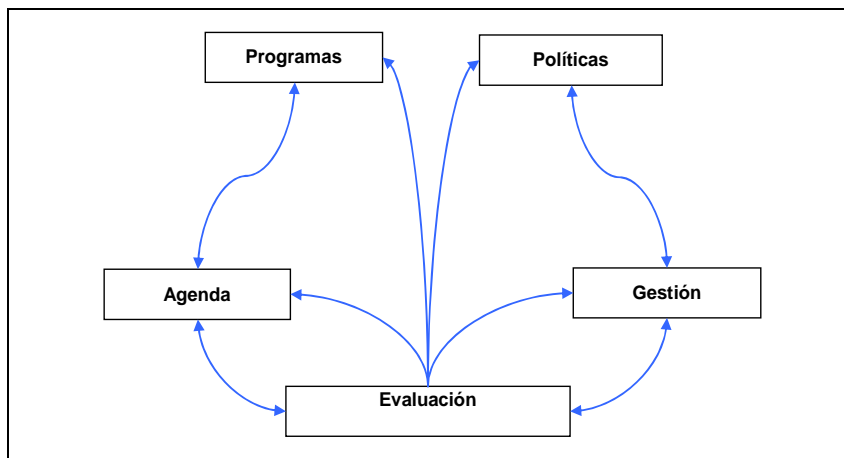 Programas
Políticas
Agenda
Gestión
Evaluación